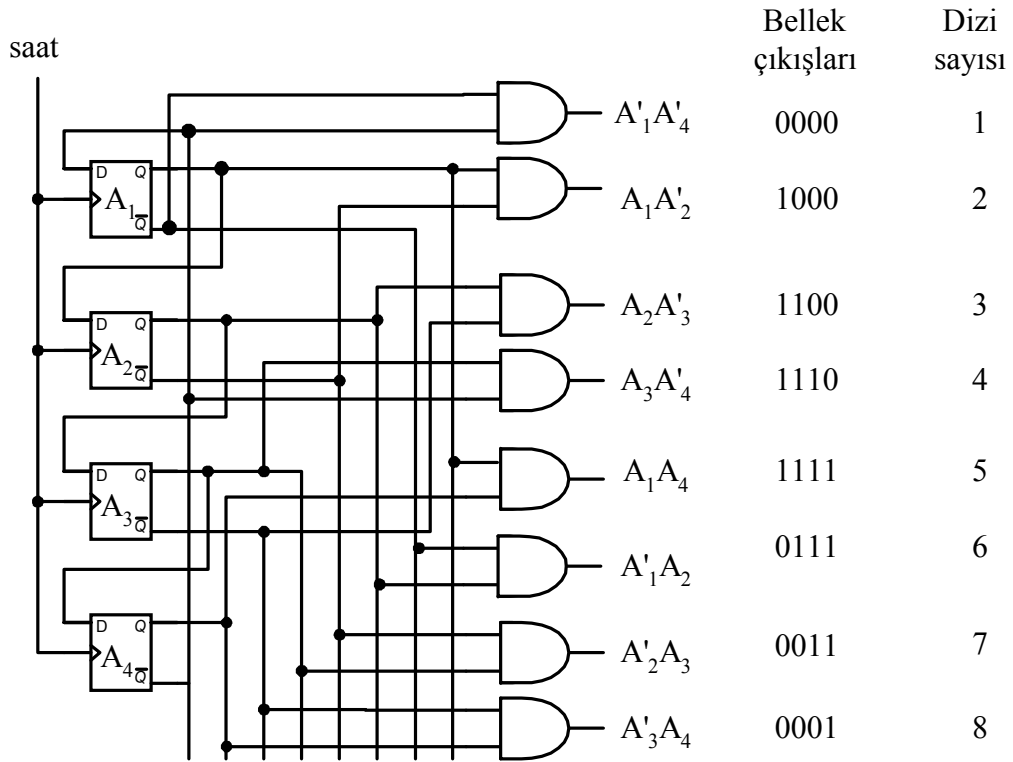 Bellek çıkışları
Dizi sayısı
saat
A'₁A'₄ 0000 1
D Q
A₁ Q̅
A₁A'₂ 1000 2
A₂A'₃ 1100 3
D Q
A₂ Q̅
A₃A'₄ 1110 4
A₁A₄ 1111 5
D Q
A₃ Q̅
A'₁A₂ 0111 6
D Q
A₄ Q̅
A'₂A₃ 0011 7
A'₃A₄ 0001 8